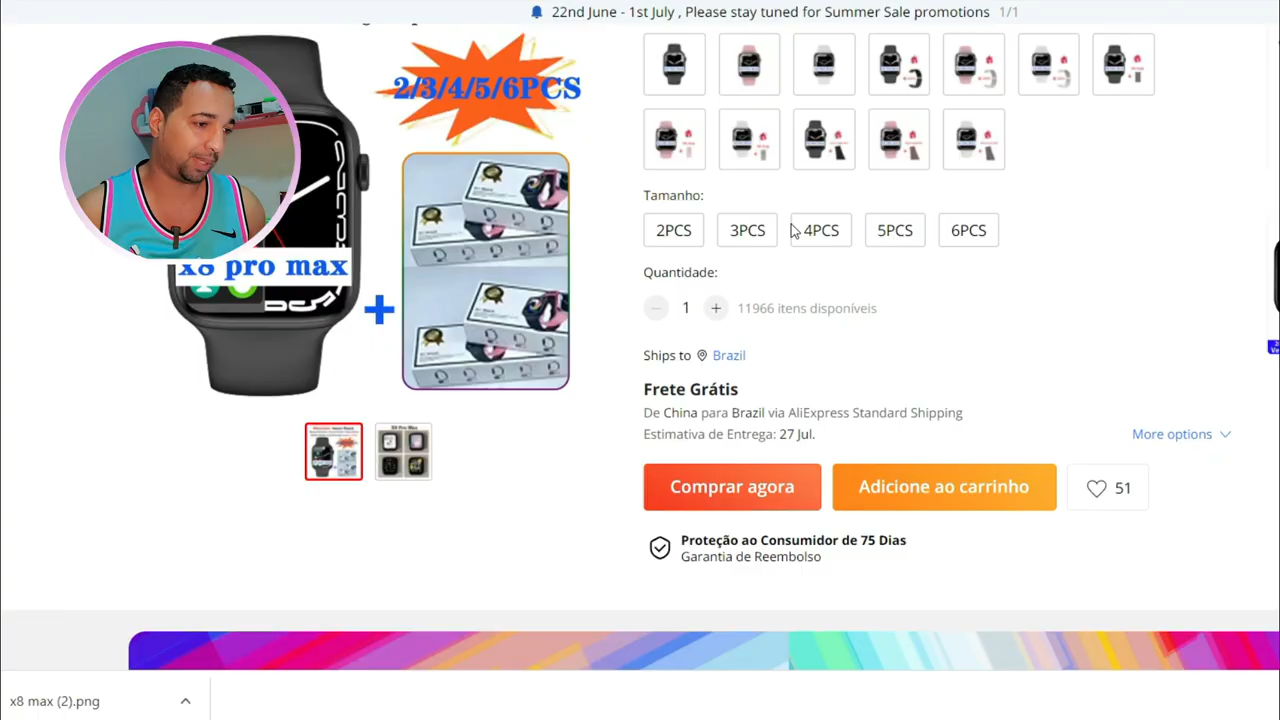 22nd June - 1st July , Please stay tuned for Summer Sale promotions 1/1
2/3/4/5/6PCS
x8 pro max
+
Tamanho:
2PCS 3PCS 4PCS 5PCS 6PCS
Quantidade:
− 1 + 11966 itens disponíveis
Ships to Brazil
Frete Grátis
De China para Brazil via AliExpress Standard Shipping
Estimativa de Entrega: 27 Jul.
More options
Comprar agora Adicione ao carrinho 51
Proteção ao Consumidor de 75 Dias
Garantia de Reembolso
x8 max (2).png